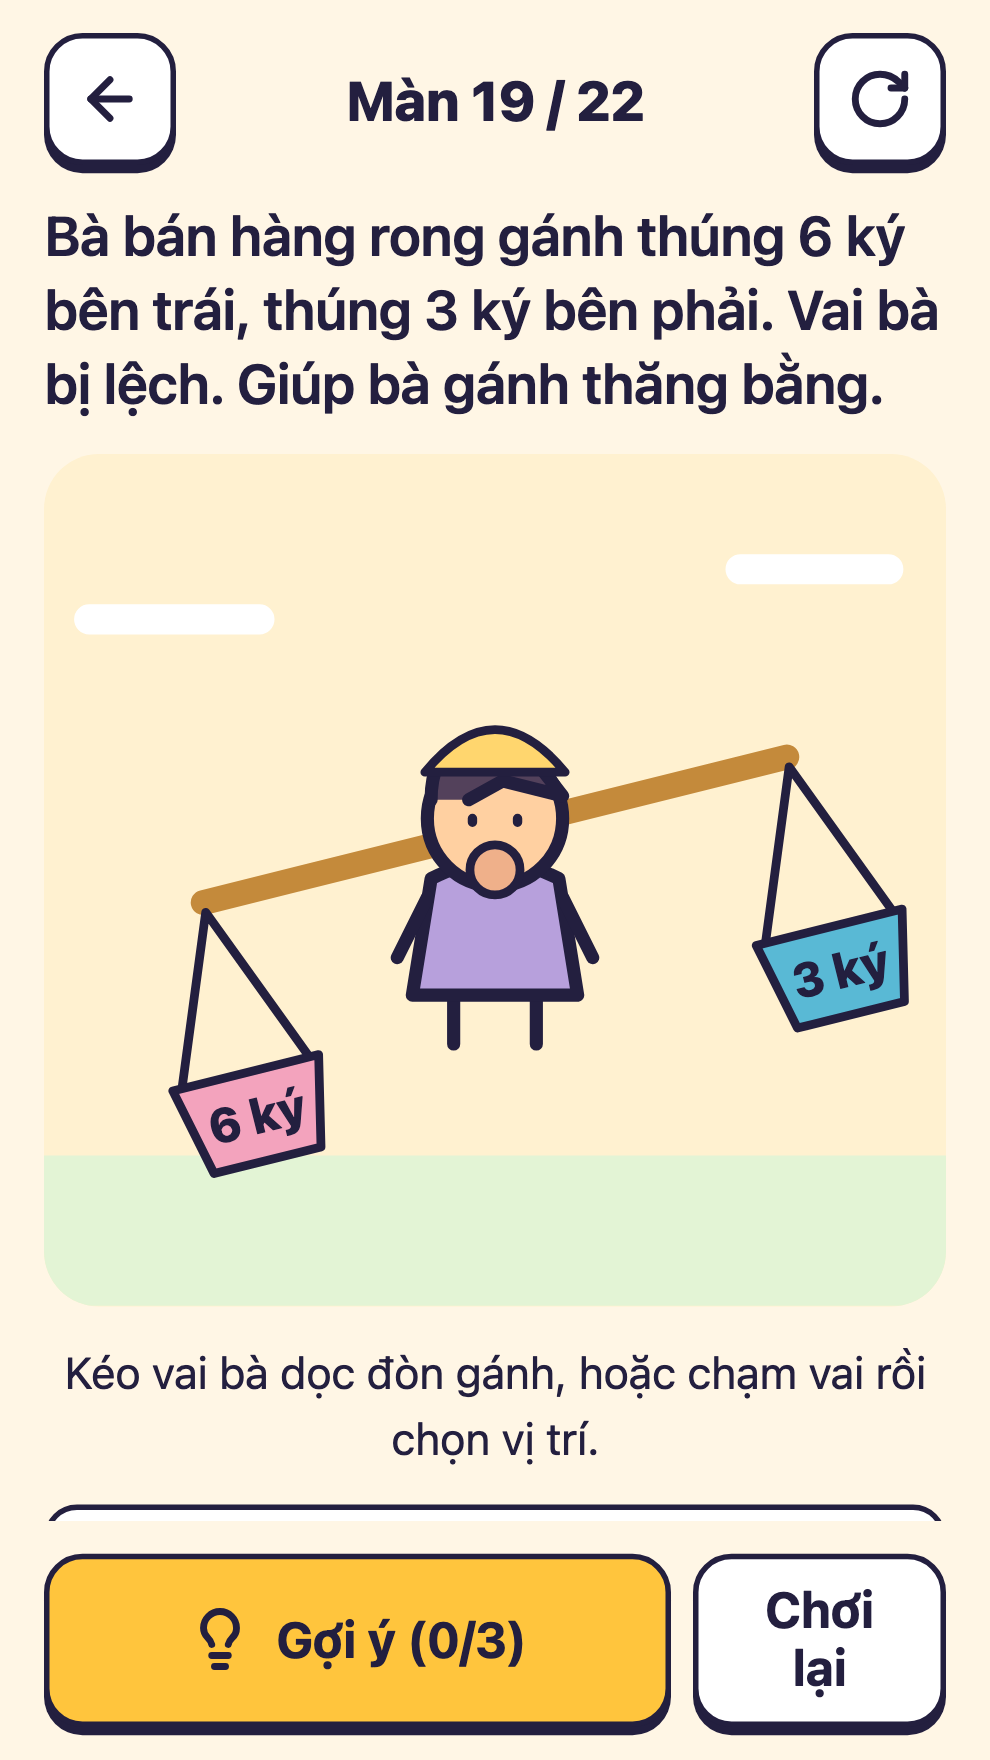 Màn 19 / 22
Bà bán hàng rong gánh thúng 6 ký
bên trái, thúng 3 ký bên phải. Vai bà
bị lệch. Giúp bà gánh thăng bằng.
3 ký
6 ký
Kéo vai bà dọc đòn gánh, hoặc chạm vai rồi
chọn vị trí.
Gợi ý (0/3)
Chơi
lại